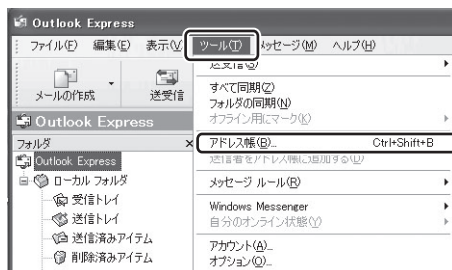 Outlook Express
ファイル(F) 編集(E) 表示(V) ツール(T) メッセージ(M) ヘルプ(H)
メールの作成 送受信
送受信(S)
すべて同期(Z)
フォルダの同期(N)
オフライン用にマーク(K)
Outlook Express
フォルダ ×
アドレス帳(B)... Ctrl+Shift+B
送信者をアドレス帳に追加する(D)
Outlook Express
ローカル フォルダ
受信トレイ
送信トレイ
送信済みアイテム
削除済みアイテム
メッセージ ルール(R)
Windows Messenger
自分のオンライン状態(Y)
アカウント(A)...
オプション(O)...